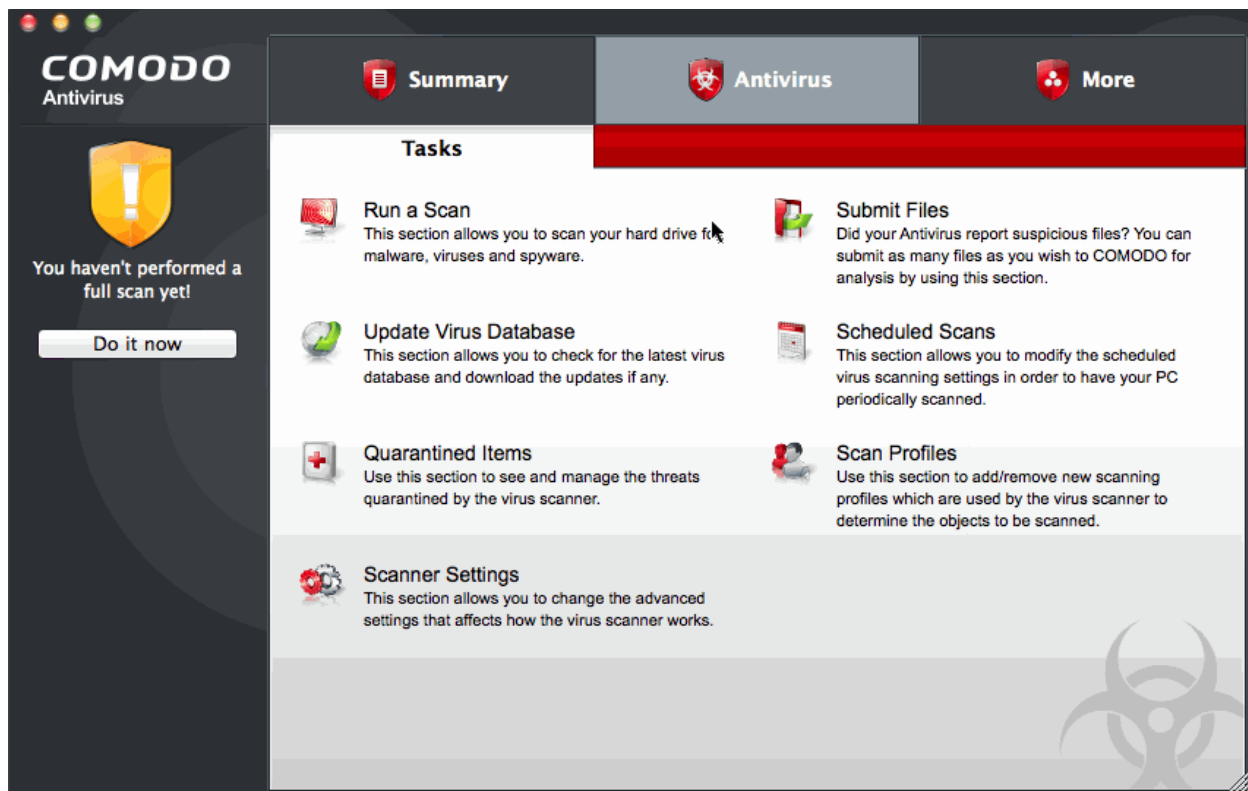 COMODO
Antivirus
Summary
Antivirus
More
You haven't performed a
full scan yet!
Do it now
Tasks
Run a Scan
This section allows you to scan your hard drive for
malware, viruses and spyware.
Submit Files
Did your Antivirus report suspicious files? You can
submit as many files as you wish to COMODO for
analysis by using this section.
Update Virus Database
This section allows you to check for the latest virus
database and download the updates if any.
Scheduled Scans
This section allows you to modify the scheduled
virus scanning settings in order to have your PC
periodically scanned.
Quarantined Items
Use this section to see and manage the threats
quarantined by the virus scanner.
Scan Profiles
Use this section to add/remove new scanning
profiles which are used by the virus scanner to
determine the objects to be scanned.
Scanner Settings
This section allows you to change the advanced
settings that affects how the virus scanner works.